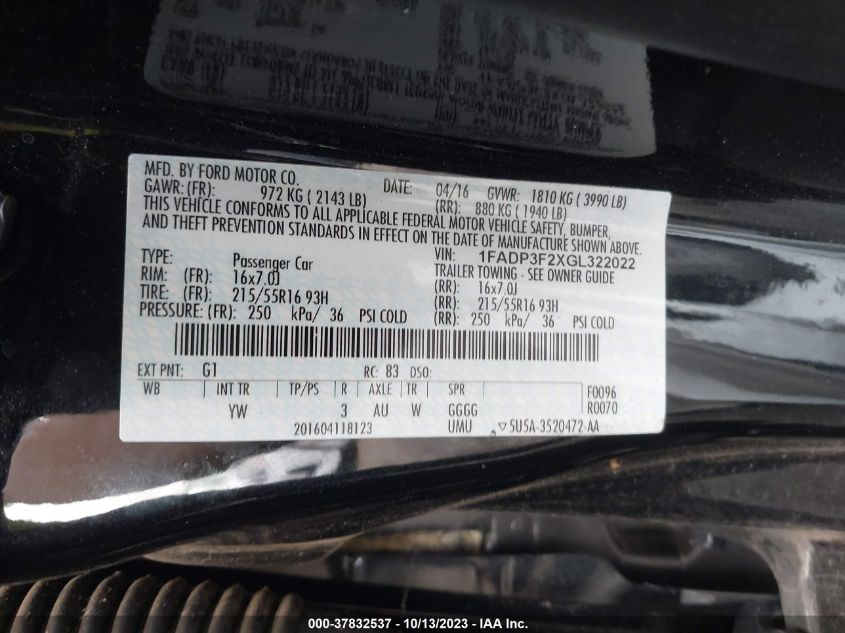 MFD. BY FORD MOTOR CO. DATE: 04/16 GVWR: 1810 KG ( 3990 LB)
GAWR:(FR): 972 KG ( 2143 LB) (RR): 880 KG ( 1940 LB)
THIS VEHICLE CONFORMS TO ALL APPLICABLE FEDERAL MOTOR VEHICLE SAFETY, BUMPER,
AND THEFT PREVENTION STANDARDS IN EFFECT ON THE DATE OF MANUFACTURE SHOWN ABOVE.
VIN: 1FADP3F2XGL322022
TYPE: Passenger Car TRAILER TOWING - SEE OWNER GUIDE
RIM: (FR): 16x7.0J (RR): 16x7.0J
TIRE: (FR): 215/55R16 93H (RR): 215/55R16 93H
PRESSURE: (FR): 250 kPa/ 36 PSI COLD (RR): 250 kPa/ 36 PSI COLD
EXT PNT: G1 RC: 83 DSO:
WB INT TR TP/PS R AXLE TR SPR F0096
YW 3 AU W GGGG R0070
201604118123 UMU ▽5U5A-3520472-AA
000-37832537 - 10/13/2023 - IAA Inc.